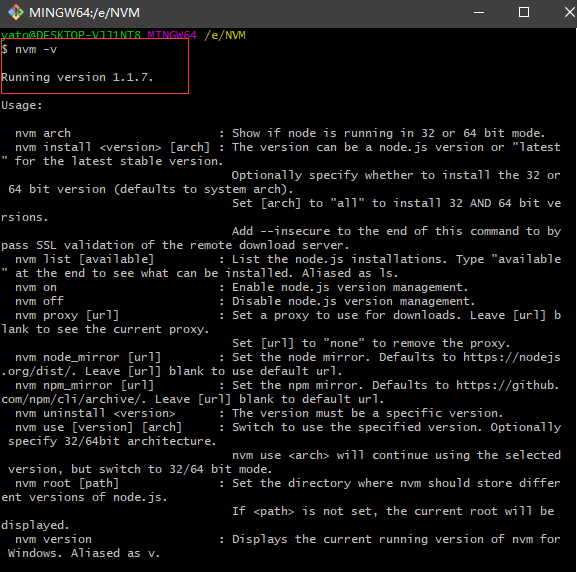 MINGW64:/e/NVM
yato@DESKTOP-VJJ1NT8 MINGW64 /e/NVM
$ nvm -v
Running version 1.1.7.
Usage:
nvm arch : Show if node is running in 32 or 64 bit mode.
nvm install <version> [arch] : The version can be a node.js version or "latest
" for the latest stable version.
Optionally specify whether to install the 32 or
64 bit version (defaults to system arch).
Set [arch] to "all" to install 32 AND 64 bit ve
rsions.
Add --insecure to the end of this command to by
pass SSL validation of the remote download server.
nvm list [available] : List the node.js installations. Type "available
" at the end to see what can be installed. Aliased as ls.
nvm on : Enable node.js version management.
nvm off : Disable node.js version management.
nvm proxy [url] : Set a proxy to use for downloads. Leave [url] b
lank to see the current proxy.
Set [url] to "none" to remove the proxy.
nvm node_mirror [url] : Set the node mirror. Defaults to https://nodejs
.org/dist/. Leave [url] blank to use default url.
nvm npm_mirror [url] : Set the npm mirror. Defaults to https://github.
com/npm/cli/archive/. Leave [url] blank to default url.
nvm uninstall <version> : The version must be a specific version.
nvm use [version] [arch] : Switch to use the specified version. Optionally
specify 32/64bit architecture.
nvm use <arch> will continue using the selected
version, but switch to 32/64 bit mode.
nvm root [path] : Set the directory where nvm should store differ
ent versions of node.js.
If <path> is not set, the current root will be
displayed.
nvm version : Displays the current running version of nvm for
Windows. Aliased as v.